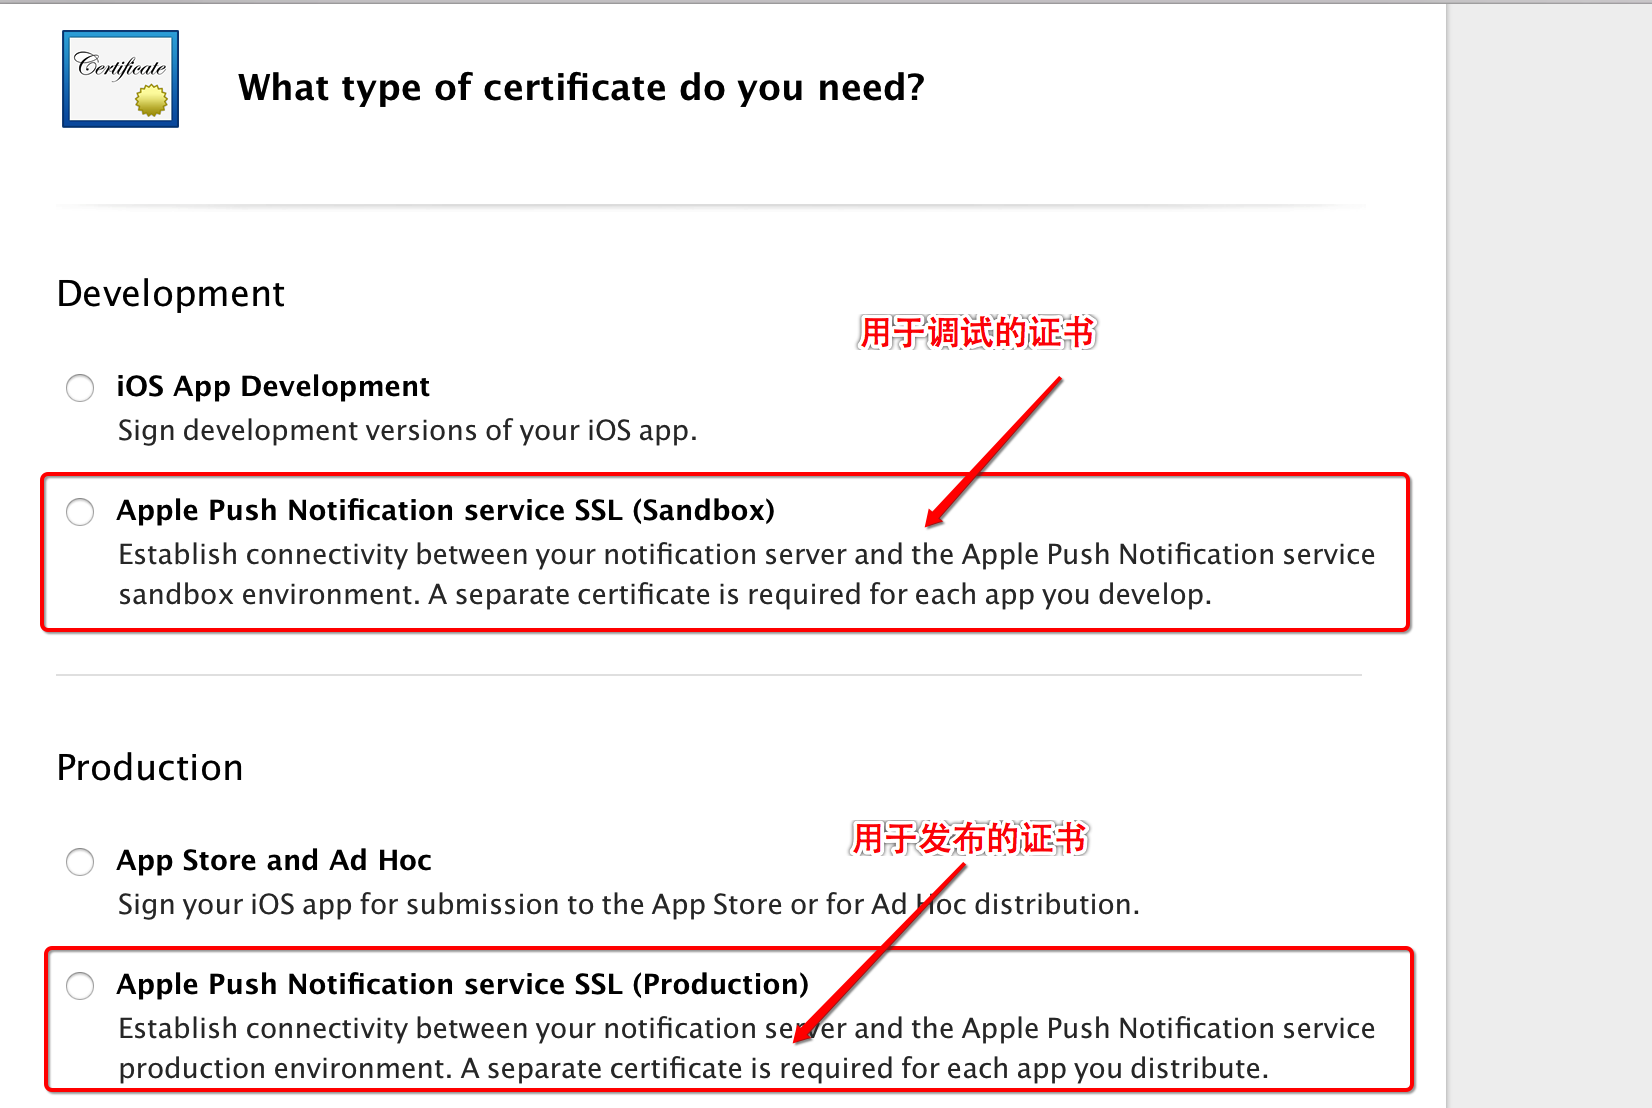 Certificate
What type of certificate do you need?
Development
用于调试的证书
iOS App Development
Sign development versions of your iOS app.
Apple Push Notification service SSL (Sandbox)
Establish connectivity between your notification server and the Apple Push Notification service
sandbox environment. A separate certificate is required for each app you develop.
Production
用于发布的证书
App Store and Ad Hoc
Sign your iOS app for submission to the App Store or for Ad Hoc distribution.
Apple Push Notification service SSL (Production)
Establish connectivity between your notification server and the Apple Push Notification service
production environment. A separate certificate is required for each app you distribute.